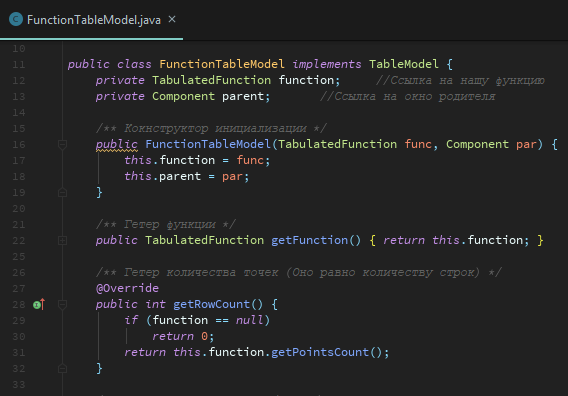 FunctionTableModel.java ×
10
11 public class FunctionTableModel implements TableModel {
12 private TabulatedFunction function; //Ссылка на нашу функцию
13 private Component parent; //Ссылка на окно родителя
14
15 /** Кокнструктор инициализации */
16 public FunctionTableModel(TabulatedFunction func, Component par) {
17 this.function = func;
18 this.parent = par;
19 }
20
21 /** Гетер функции */
22 public TabulatedFunction getFunction() { return this.function; }
25
26 /** Гетер количества точек (Оно равно количеству строк) */
27 @Override
28 public int getRowCount() {
29 if (function == null)
30 return 0;
31 return this.function.getPointsCount();
32 }
33